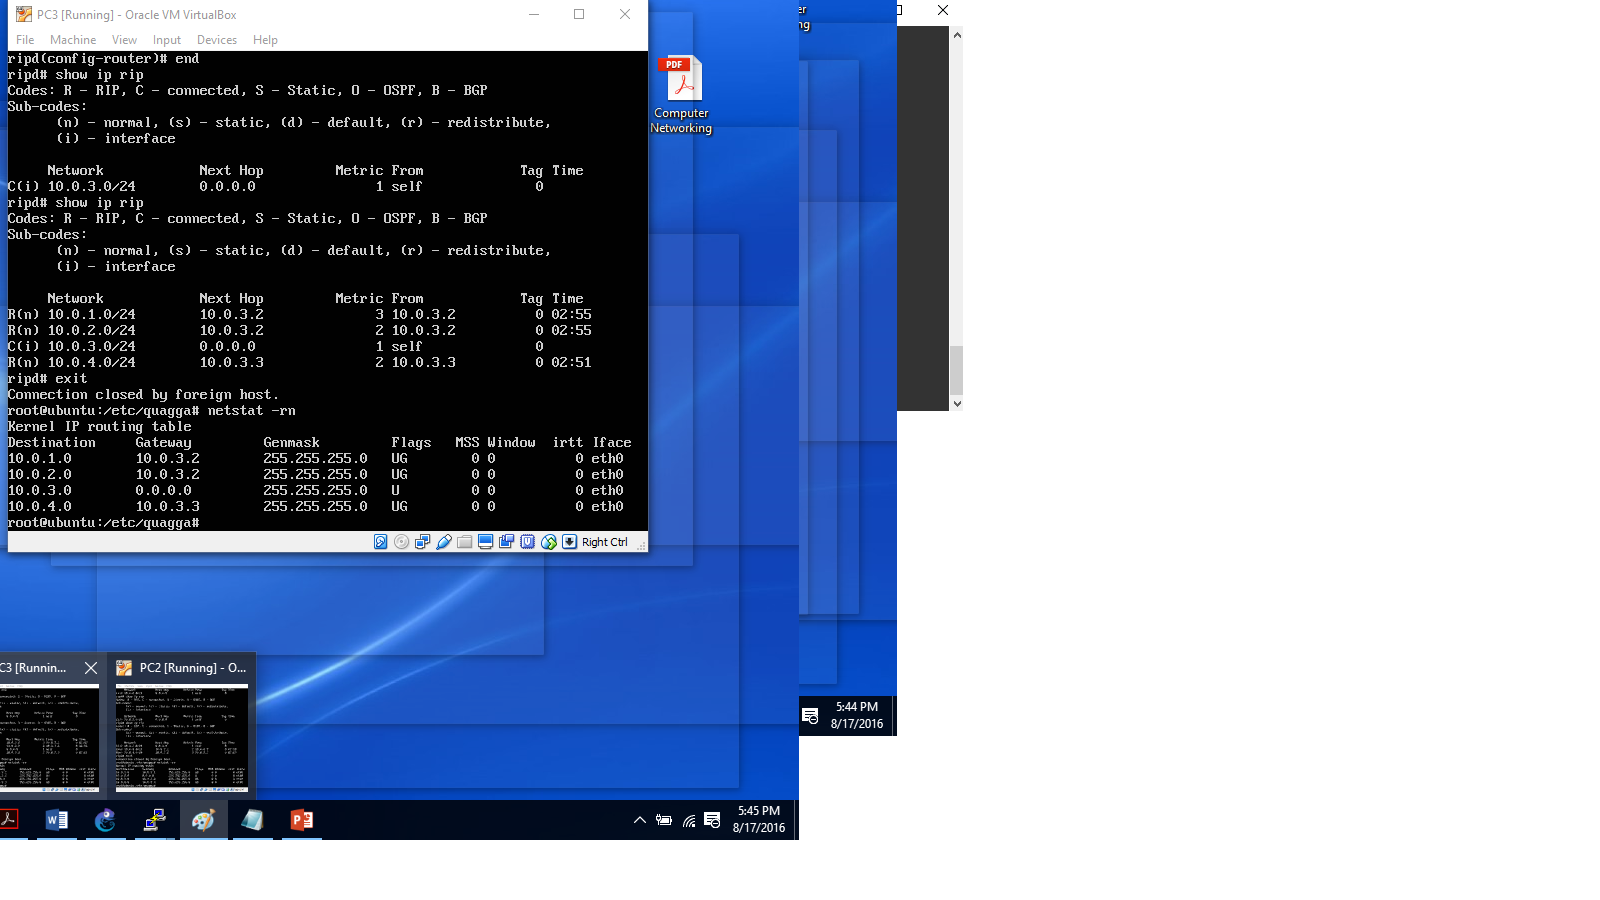 PC3 [Running] - Oracle VM VirtualBox
File Machine View Input Devices Help
ripd(config-router)# end
ripd# show ip rip
Codes: R - RIP, C - connected, S - Static, O - OSPF, B - BGP
Sub-codes:
(n) - normal, (s) - static, (d) - default, (r) - redistribute,
(i) - interface
Network Next Hop Metric From Tag Time
C(i) 10.0.3.0/24 0.0.0.0 1 self 0
ripd# show ip rip
Codes: R - RIP, C - connected, S - Static, O - OSPF, B - BGP
Sub-codes:
(n) - normal, (s) - static, (d) - default, (r) - redistribute,
(i) - interface
Network Next Hop Metric From Tag Time
R(n) 10.0.1.0/24 10.0.3.2 3 10.0.3.2 0 02:55
R(n) 10.0.2.0/24 10.0.3.2 2 10.0.3.2 0 02:55
C(i) 10.0.3.0/24 0.0.0.0 1 self 0
R(n) 10.0.4.0/24 10.0.3.3 2 10.0.3.3 0 02:51
ripd# exit
Connection closed by foreign host.
root@ubuntu:/etc/quagga# netstat -rn
Kernel IP routing table
Destination Gateway Genmask Flags MSS Window irtt Iface
10.0.1.0 10.0.3.2 255.255.255.0 UG 0 0 0 eth0
10.0.2.0 10.0.3.2 255.255.255.0 UG 0 0 0 eth0
10.0.3.0 0.0.0.0 255.255.255.0 U 0 0 0 eth0
10.0.4.0 10.0.3.3 255.255.255.0 UG 0 0 0 eth0
root@ubuntu:/etc/quagga#
Right Ctrl
PDF
Computer
Networking
er
ng
C3 [Runnin...
PC2 [Running] - O...
5:44 PM
8/17/2016
5:45 PM
8/17/2016